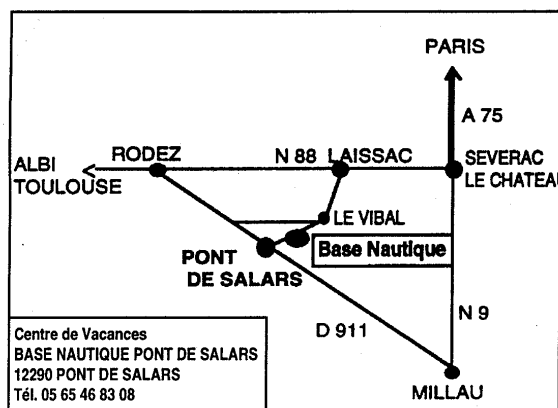 PARIS
A 75
RODEZ
N 88 LAISSAC
ALBI
TOULOUSE
SEVERAC
LE CHATEAU
LE VIBAL
Base Nautique
PONT
DE SALARS
N 9
D 911
MILLAU
Centre de Vacances
BASE NAUTIQUE PONT DE SALARS
12290 PONT DE SALARS
Tél. 05 65 46 83 08